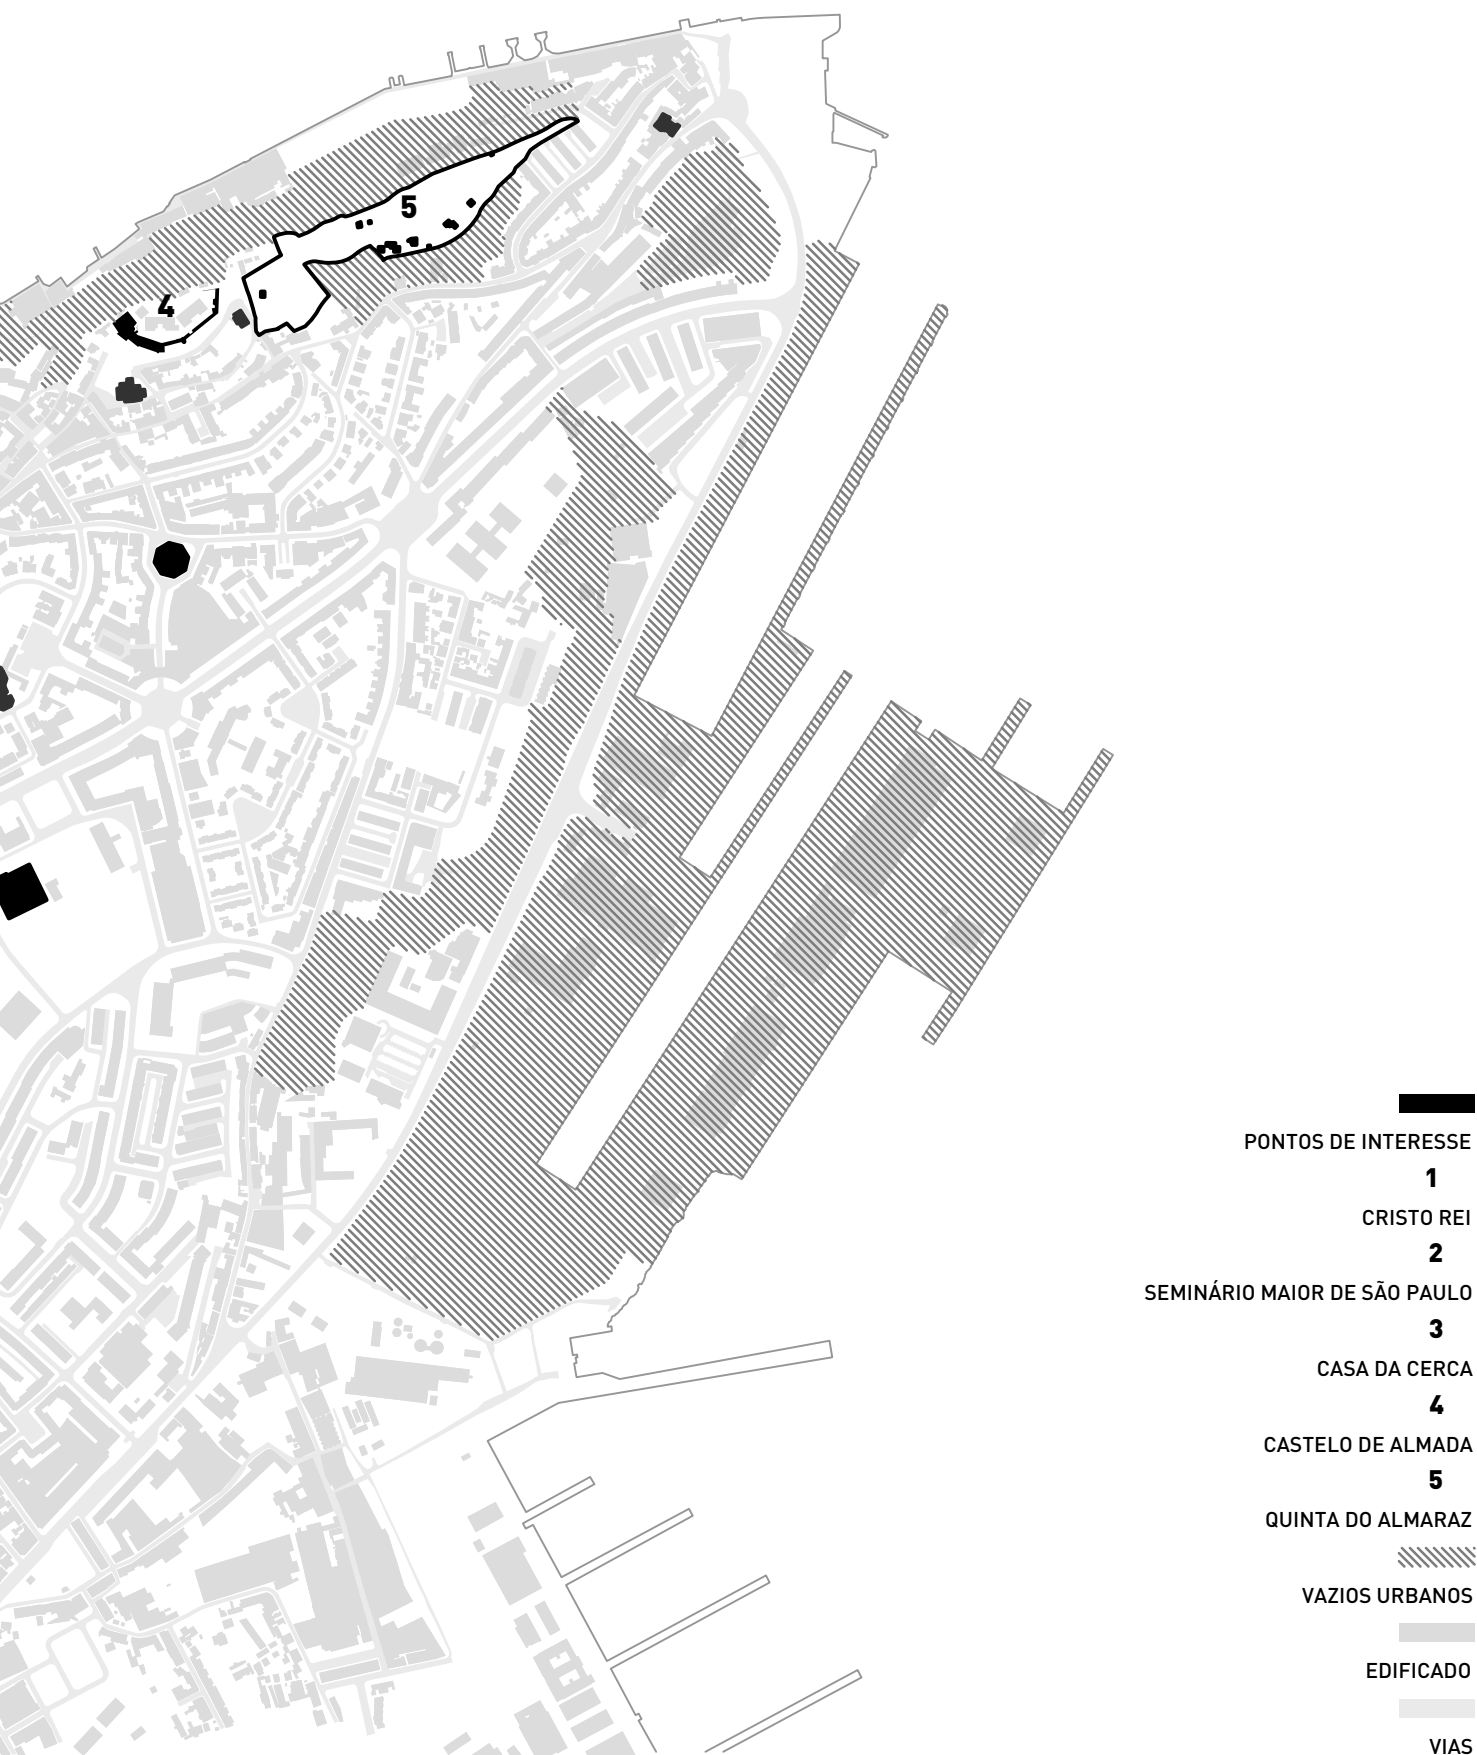 5
4
PONTOS DE INTERESSE
1
CRISTO REI
2
SEMINÁRIO MAIOR DE SÃO PAULO
3
CASA DA CERCA
4
CASTELO DE ALMADA
5
QUINTA DO ALMARAZ
VAZIOS URBANOS
EDIFICADO
VIAS